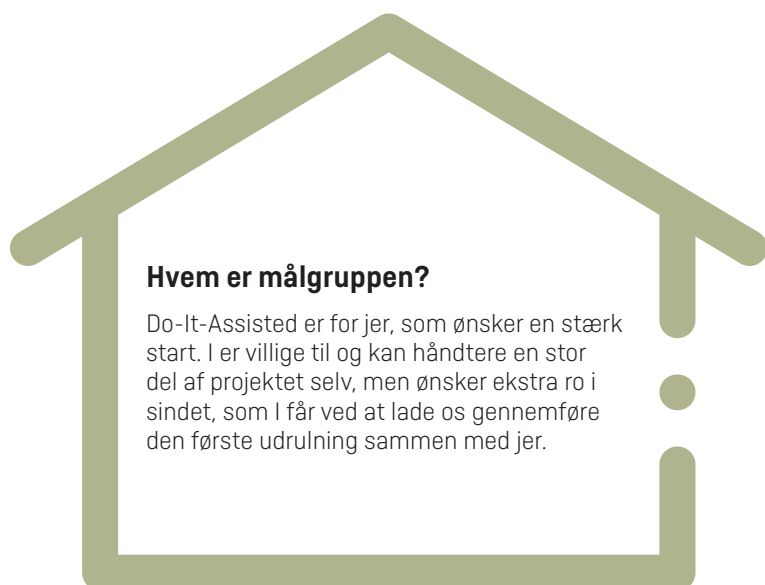 Hvem er målgruppen?
Do-It-Assisted er for jer, som ønsker en stærk
start. I er villige til og kan håndtere en stor
del af projektet selv, men ønsker ekstra ro i
sindet, som I får ved at lade os gennemføre
den første udrulning sammen med jer.